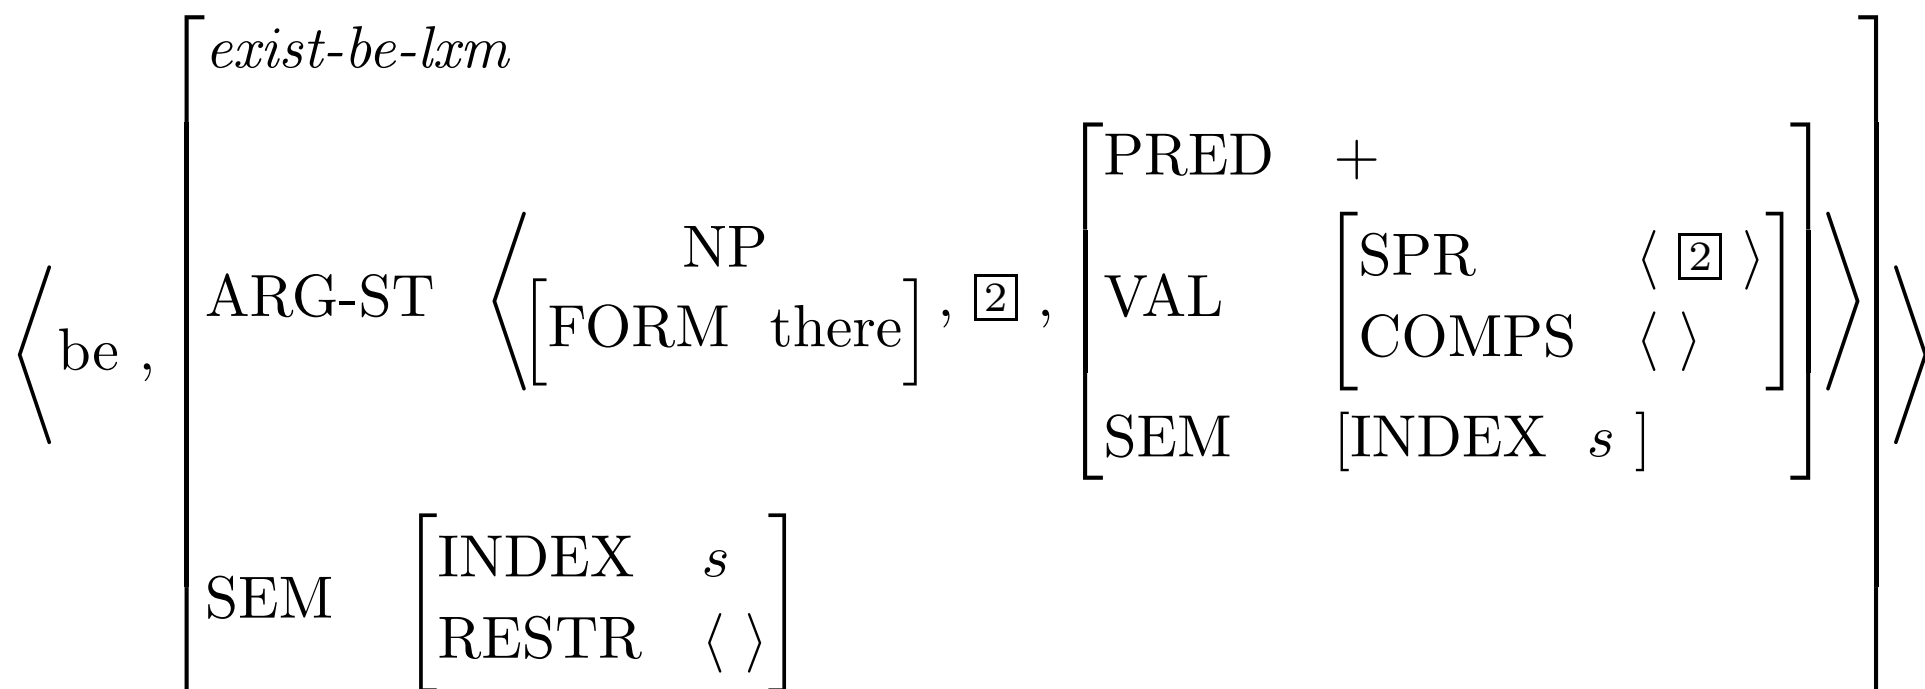 exist-be-lxm
PRED +
NP
SPR ⟨ 2 ⟩
⟨ be , ARG-ST ⟨ [FORM there] , 2 , VAL ⟩ ⟩
COMPS ⟨ ⟩
SEM [INDEX s ]
INDEX s
SEM
RESTR ⟨ ⟩